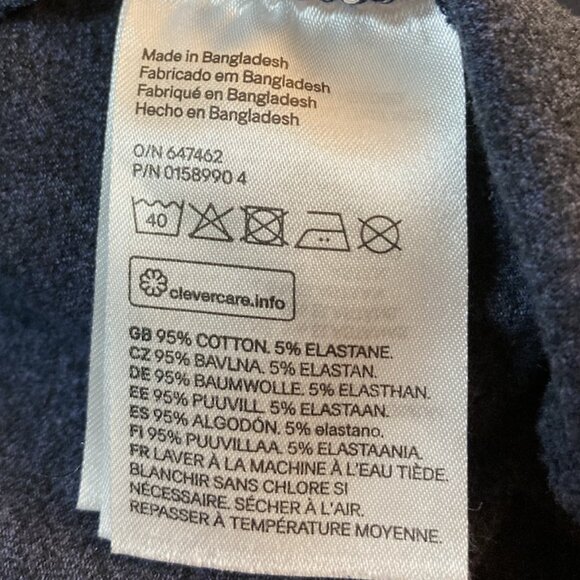 Made in Bangladesh
Fabricado em Bangladesh
Fabriqué en Bangladesh
Hecho en Bangladesh
O/N 647462
P/N 0158990 4
40
clevercare.info
GB 95% COTTON. 5% ELASTANE.
CZ 95% BAVLNA. 5% ELASTAN.
DE 95% BAUMWOLLE. 5% ELASTHAN.
EE 95% PUUVILL. 5% ELASTAAN.
ES 95% ALGODÓN. 5% elastano.
FI 95% PUUVILLAA. 5% ELASTAANIA.
FR LAVER À LA MACHINE À L'EAU TIÈDE.
BLANCHIR SANS CHLORE SI
NÉCESSAIRE. SÉCHER À L'AIR.
REPASSER À TEMPÉRATURE MOYENNE.